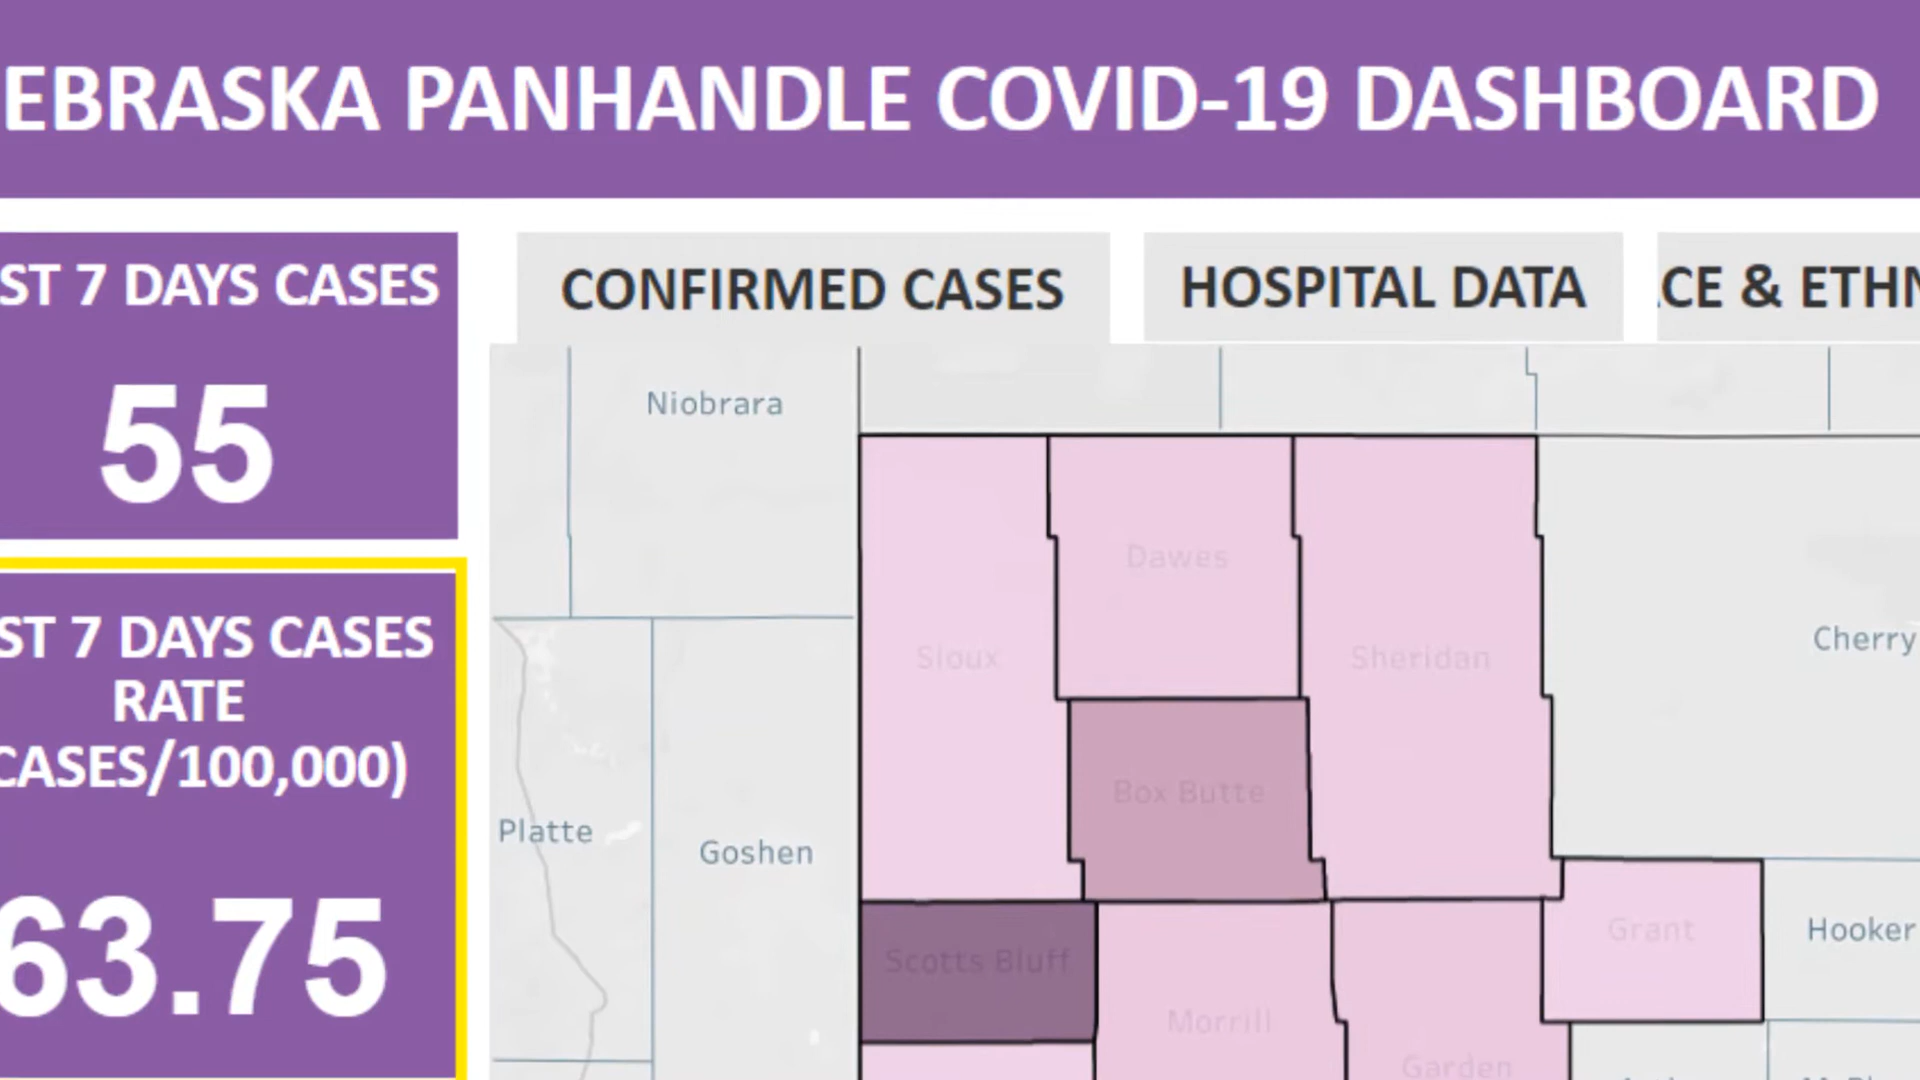 EBRASKA PANHANDLE COVID-19 DASHBOARD
ST 7 DAYS CASES
55
ST 7 DAYS CASES
RATE
CASES/100,000)
63.75
CONFIRMED CASES
HOSPITAL DATA
CE & ETHN
Niobrara
Dawes
Sioux
Sheridan
Cherry
Box Butte
Platte
Goshen
Grant
Hooker
Scotts Bluff
Morrill
Garden